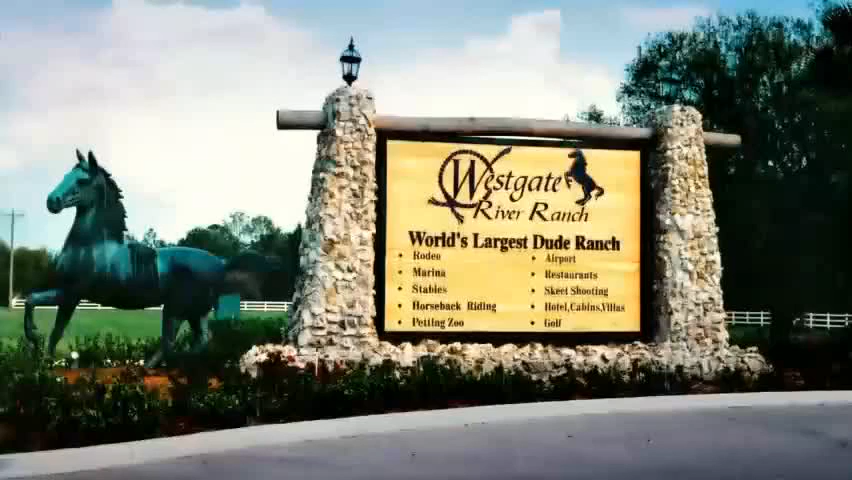 Westgate
River Ranch
World's Largest Dude Ranch
• Rodeo
• Marina
• Stables
• Horseback Riding
• Petting Zoo
• Airport
• Restaurants
• Skeet Shooting
• Hotel,Cabins,Villas
• Golf